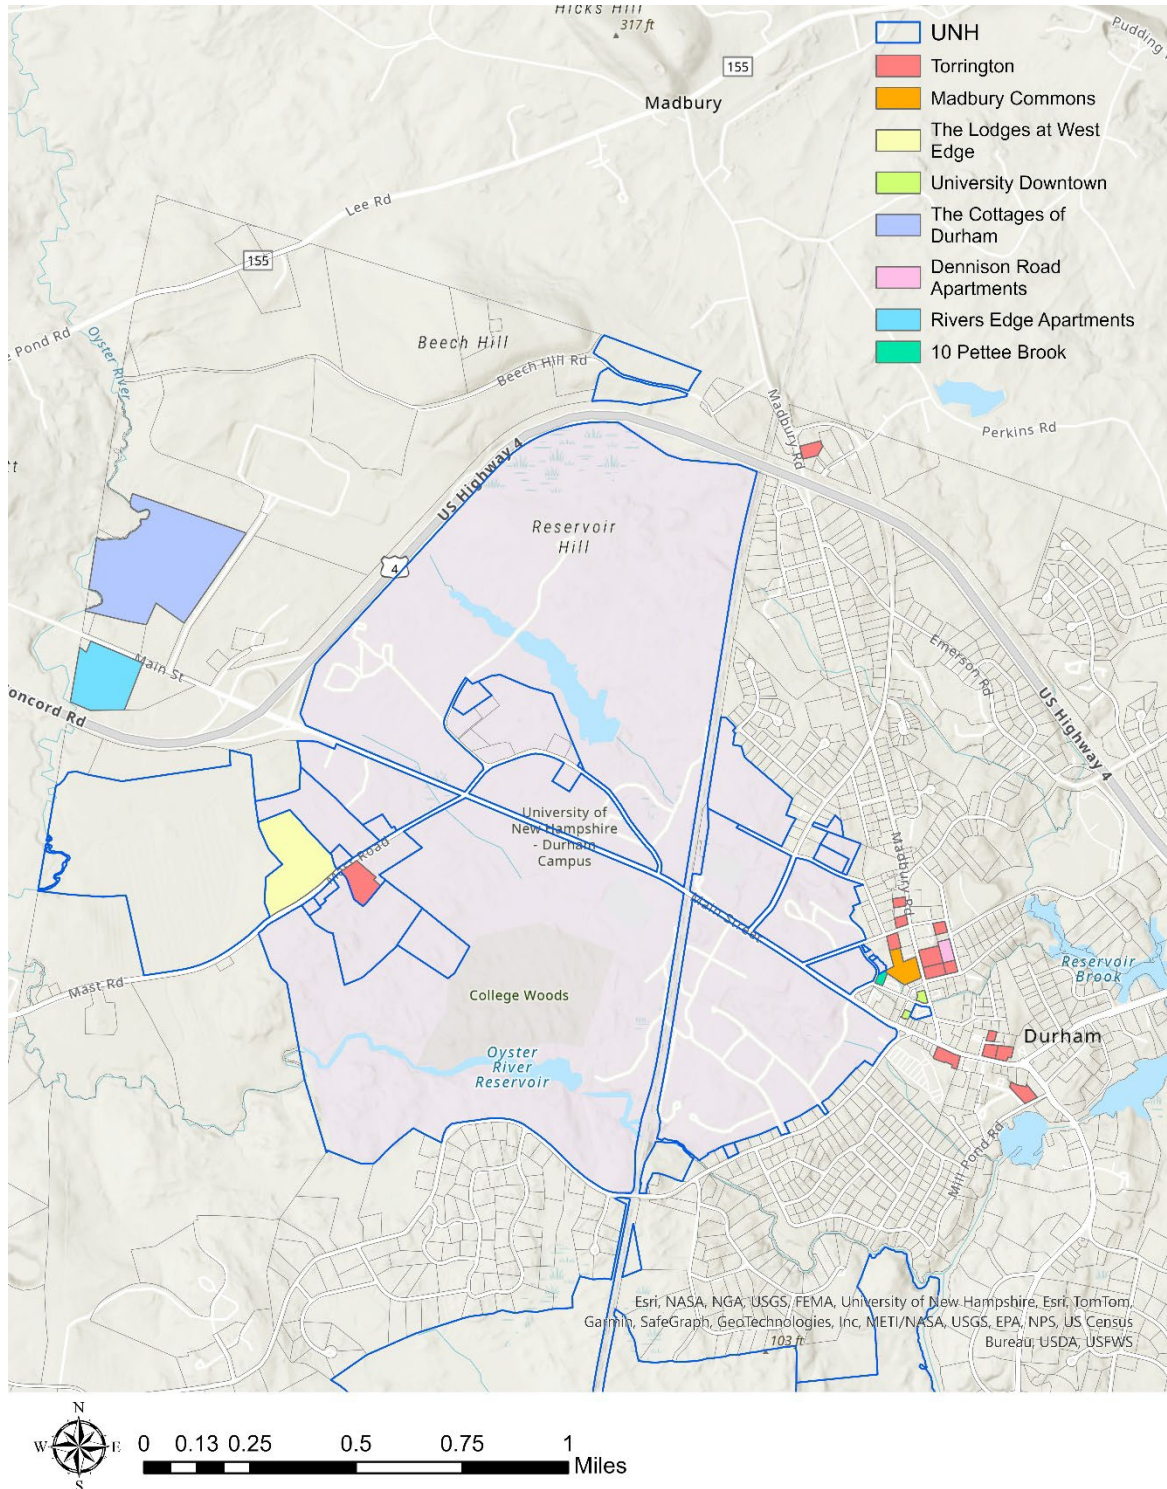 Hicks Hill
317 ft
Pudding
155
Madbury
UNH
Torrington
Madbury Commons
The Lodges at West
Edge
University Downtown
The Cottages of
Durham
Dennison Road
Apartments
Rivers Edge Apartments
10 Pettee Brook
Lee Rd
155
e Pond Rd
Oyster River
Beech Hill
Beech Hill Rd
Madbury Rd
Perkins Rd
tt
US Highway 4
Reservoir
Hill
4
Emerson Rd
Main St
oncord Rd
US Highway 4
University of
New Hampshire
- Durham
Campus
Road
Madbury Rd
Main Street
Mast Rd
College Woods
Reservoir
Brook
Durham
Oyster
River
Reservoir
Mill Pond Rd
Esri, NASA, NGA, USGS, FEMA, University of New Hampshire, Esri, TomTom,
Garmin, SafeGraph, GeoTechnologies, Inc, METI/NASA, USGS, EPA, NPS, US Census
Bureau, USDA, USFWS
103 ft
N
W E
S
0 0.13 0.25 0.5 0.75 1
Miles